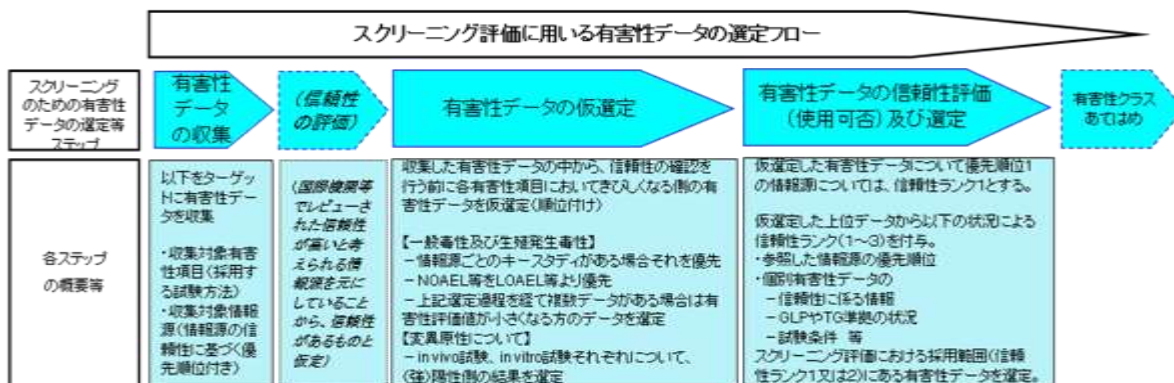 スクリーニング評価に用いる有害性データの選定フロー
スクリーニング
のための有害性
データの選定等
ステップ
有害性
データ
の収集
(信頼性
の評価)
有害性データの仮選定
有害性データの信頼性評価
(使用可否)及び選定
有害性クラス
あてはめ
各ステップ
の概要等
以下をターゲッ
トに有害性デー
タを収集
・収集対象有害
性項目(採用す
る試験方法)
・収集対象情報
源(情報源の信
頼性に基づく優
先順位付き)
(国際機関等
でレビューされ
た信頼性
が高いと考
えられる情
報源を元に
していること
から、信頼性
があるものと
仮定)
収集した有害性データの中から、信頼性の確認を
行う前に各有害性項目においてきびしくなる側の有
害性データを仮選定(順位付け)
【一般毒性及び生殖発生毒性】
－情報源ごとのキースタディがある場合それを優先
－NOAEL等をLOAEL等より優先
－上記選定過程を経て複数データがある場合は有
害性評価値が小さくなる方のデータを選定
【変異原性について】
－in vivo試験、in vitro試験それぞれについて、
(強)陽性側の結果を選定
仮選定した有害性データについて優先順位1
の情報源については、信頼性ランク1とする。
仮選定した上位データから以下の状況による
信頼性ランク(1～3)を付与。
・参照した情報源の優先順位
・個別有害性データの
－信頼性に係る情報
－GLPやTG準拠の状況
－試験条件 等
スクリーニング評価における採用範囲(信頼
性ランク1又は2)にある有害性データを選定。